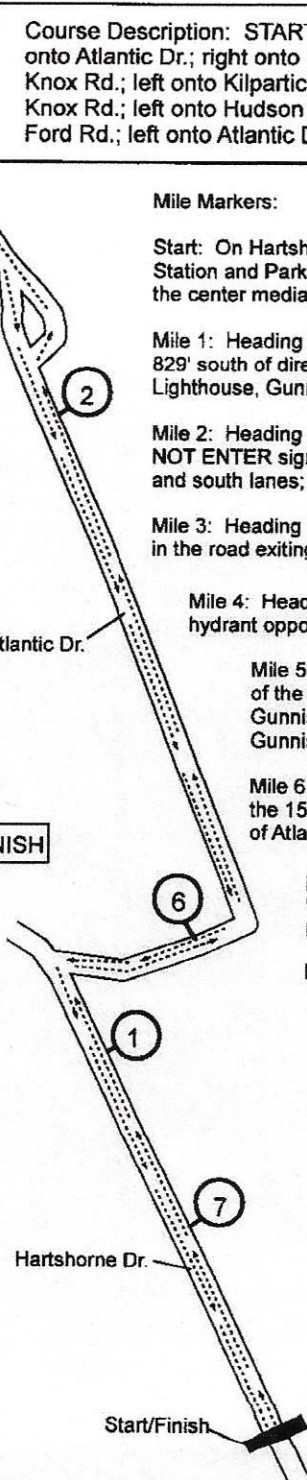 Course Description: START
onto Atlantic Dr.; right onto
Knox Rd.; left onto Kilpartic
Knox Rd.; left onto Hudson
Ford Rd.; left onto Atlantic D
Mile Markers:
Start: On Hartsh
Station and Park
the center media
Mile 1: Heading
829' south of dire
Lighthouse, Gunn
Mile 2: Heading
NOT ENTER sign
and south lanes;
Mile 3: Heading
in the road exiting
Mile 4: Head
hydrant oppo
Mile 5
of the
Gunnis
Gunnis
Mile 6
the 15
of Atla
2
tlantic Dr.
NISH
6
1
7
Hartshorne Dr.
Start/Finish